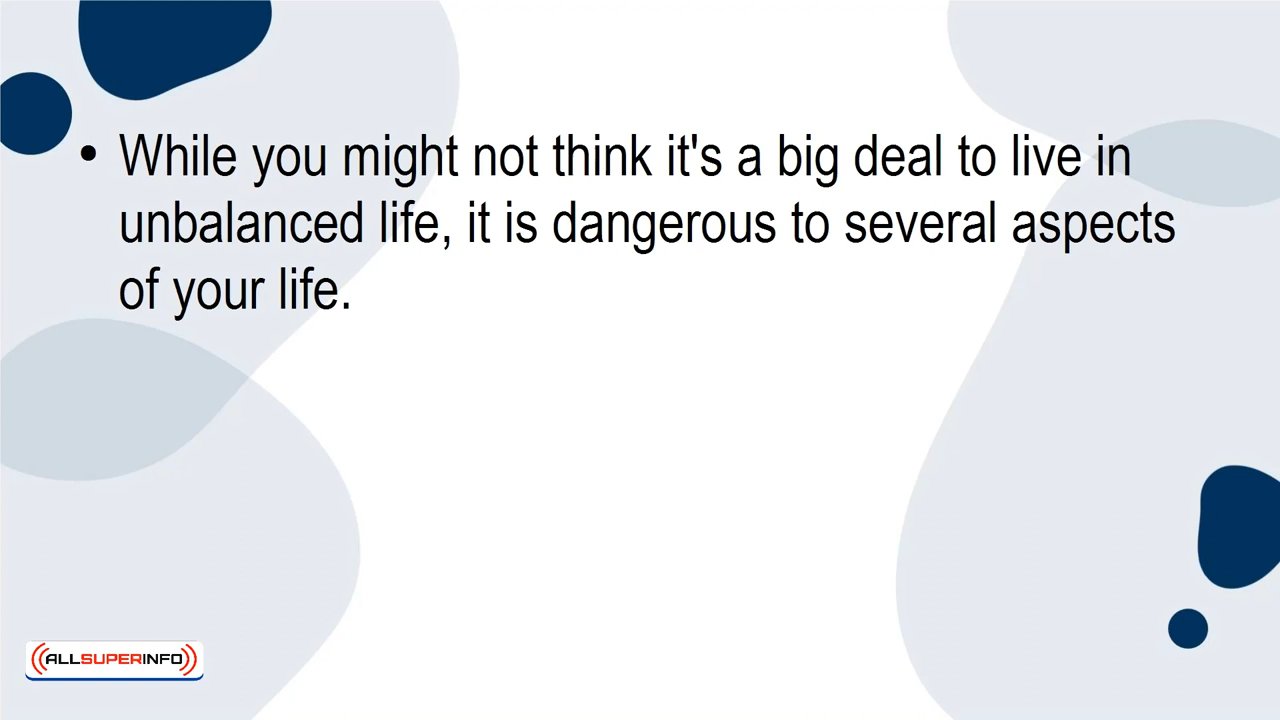 • While you might not think it's a big deal to live in
unbalanced life, it is dangerous to several aspects
of your life.
ALLSUPERINFO